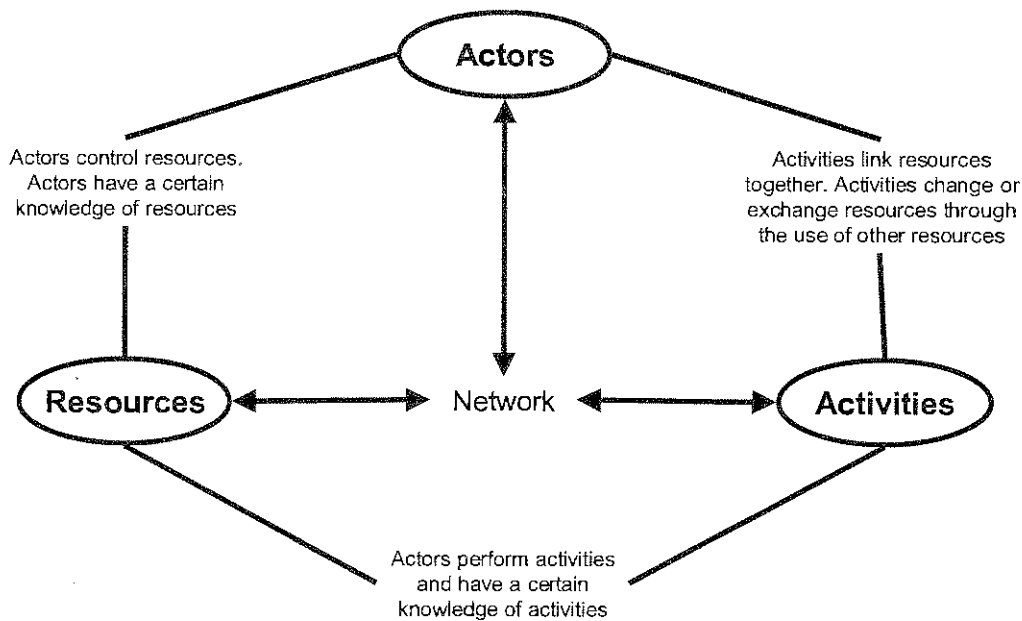 Actors
Actors control resources.
Actors have a certain
knowledge of resources
Activities link resources
together. Activities change or
exchange resources through
the use of other resources
Resources
Network
Activities
Actors perform activities
and have a certain
knowledge of activities